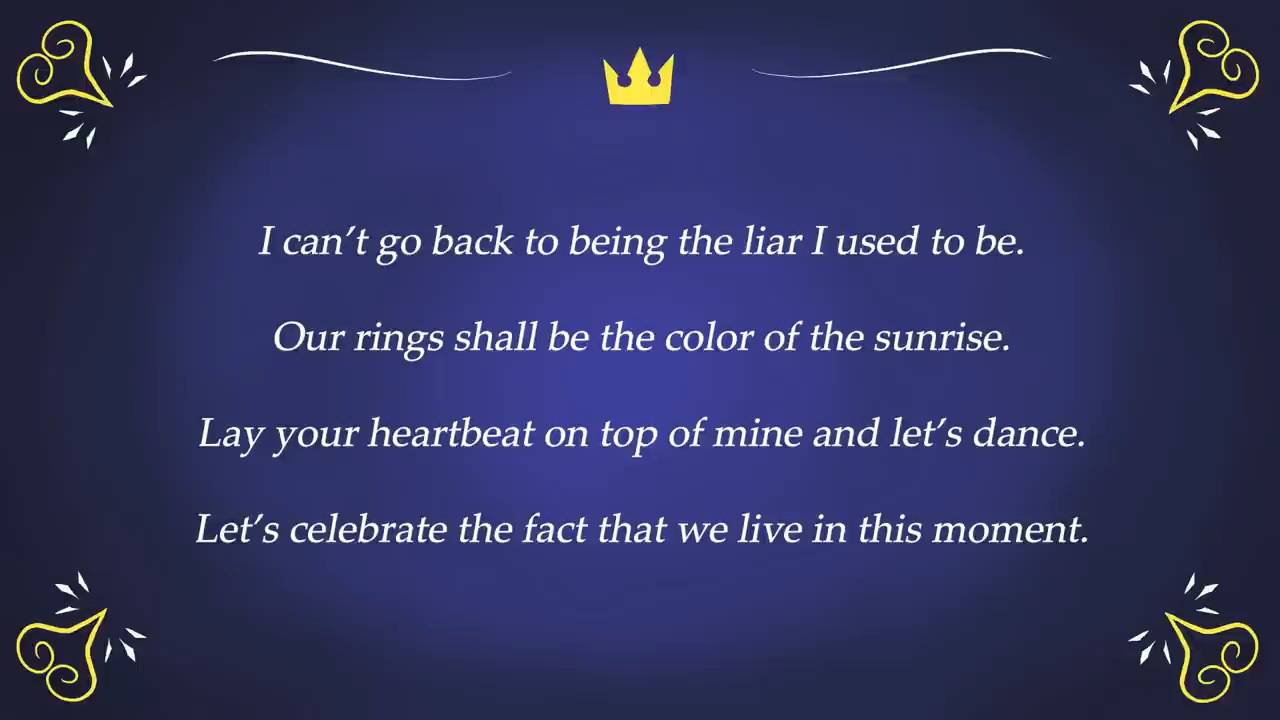 I can’t go back to being the liar I used to be.
Our rings shall be the color of the sunrise.
Lay your heartbeat on top of mine and let’s dance.
Let’s celebrate the fact that we live in this moment.